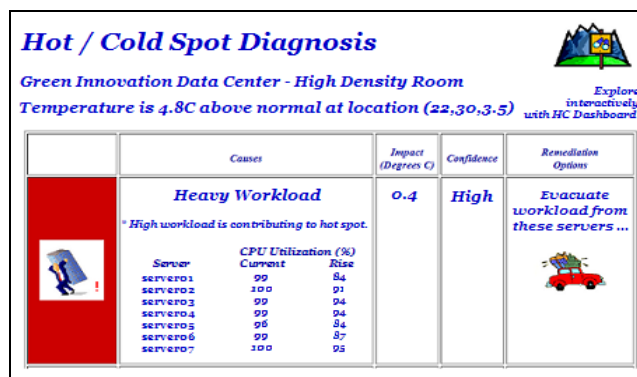 Hot / Cold Spot Diagnosis
Green Innovation Data Center - High Density Room
Temperature is 4.8C above normal at location (22,30,3.5)
Explore
interactively
with HC Dashboard
Causes
Impact
(Degrees C)
Confidence
Remediation
Options
Heavy Workload
0.4
High
Evacuate
workload from
these servers ...
* High workload is contributing to hot spot.
CPU Utilization (%)
Server Current Rise
server01 99 84
server02 100 91
server03 99 94
server04 99 94
server05 96 84
server06 99 87
server07 100 95
!